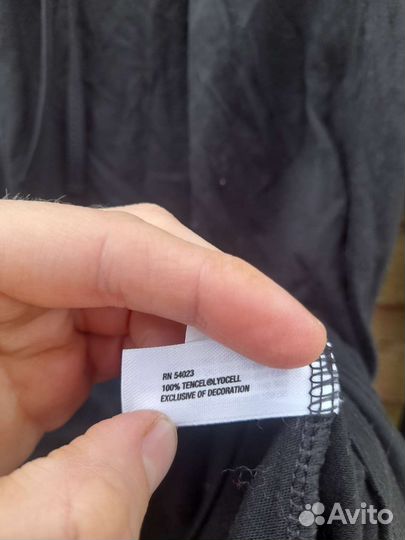 RN 54023
100% TENCEL®LYOCELL
EXCLUSIVE OF DECORATION
Avito